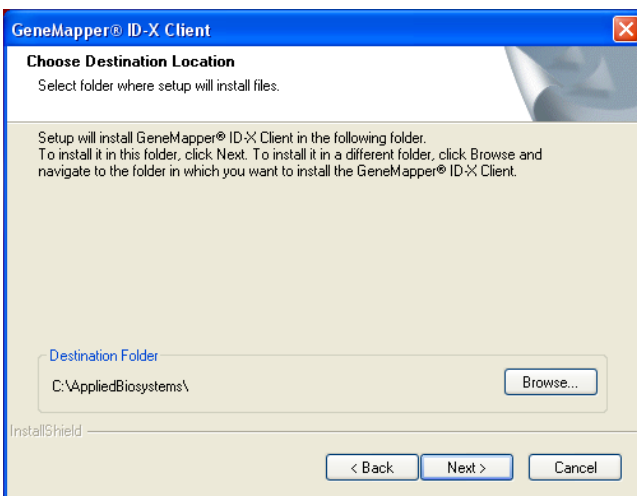 GeneMapper® ID-X Client
Choose Destination Location
Select folder where setup will install files.
Setup will install GeneMapper® ID-X Client in the following folder.
To install it in this folder, click Next. To install it in a different folder, click Browse and
navigate to the folder in which you want to install the GeneMapper® ID-X Client.
Destination Folder
C:\AppliedBiosystems\
Browse...
InstallShield
< Back Next > Cancel